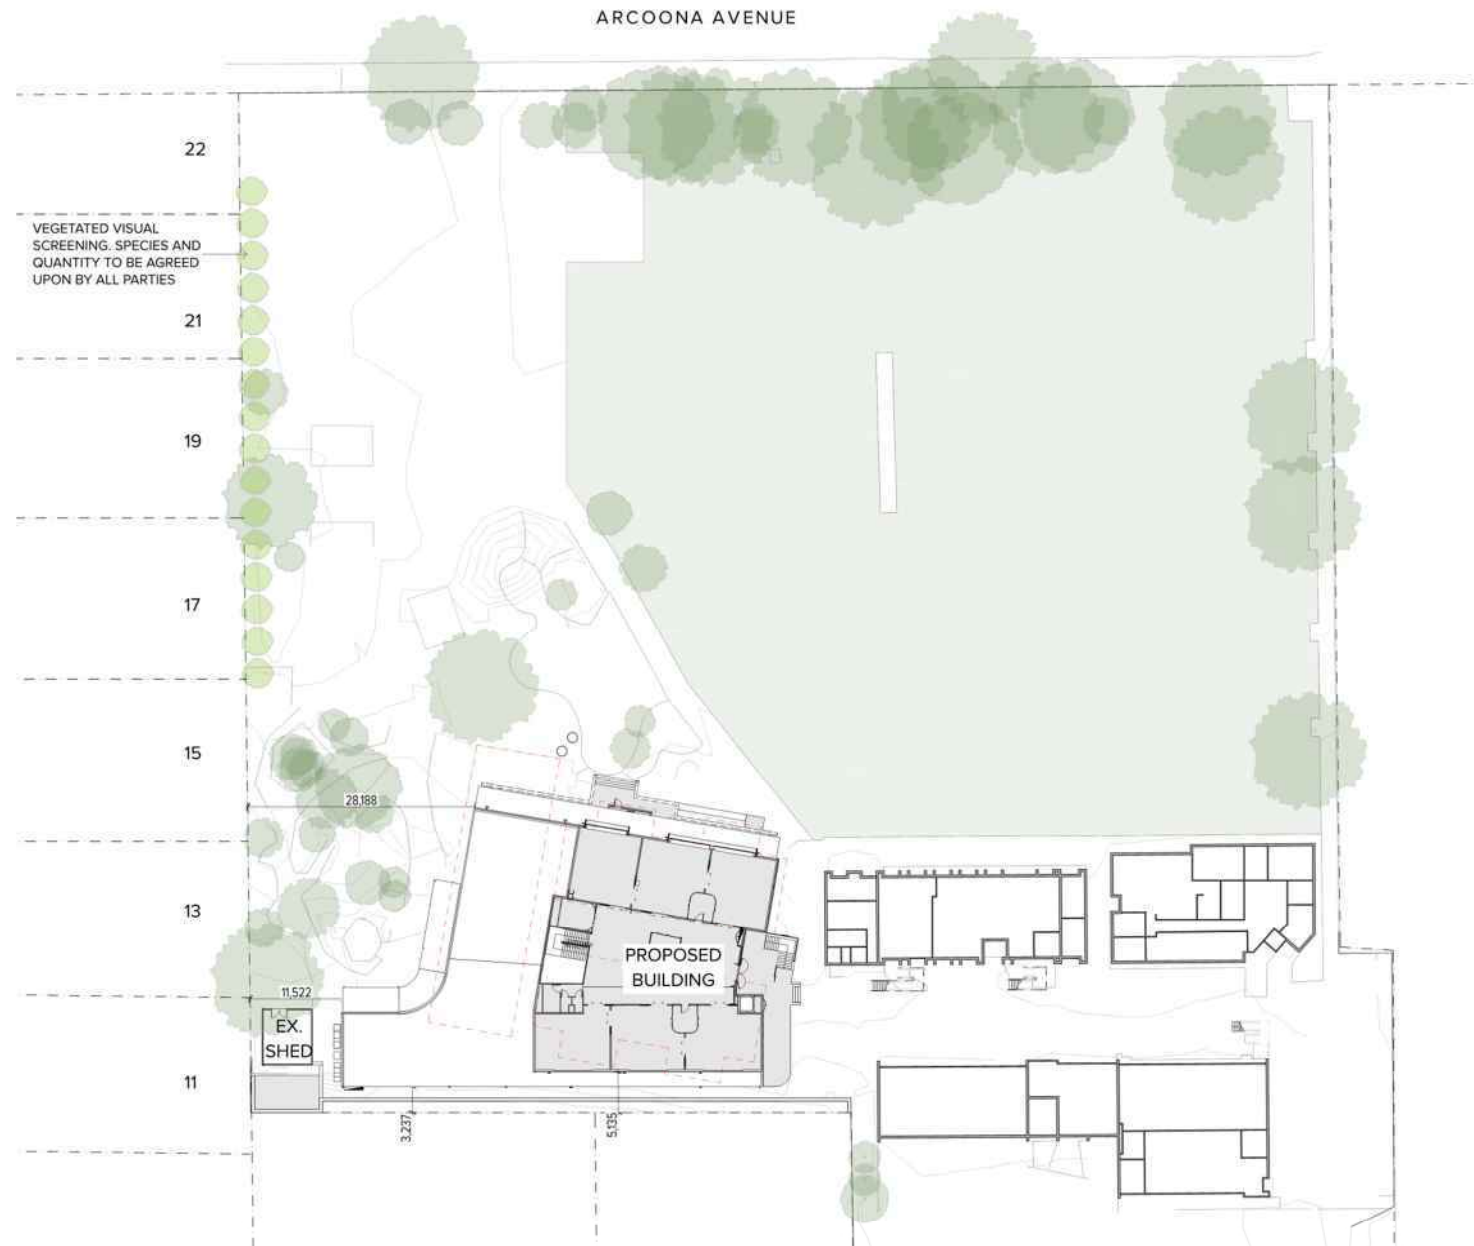 ARCOONA AVENUE
22
VEGETATED VISUAL
SCREENING. SPECIES AND
QUANTITY TO BE AGREED
UPON BY ALL PARTIES
21
19
17
15
28,188
13
PROPOSED
BUILDING
11,522
EX.
SHED
11
3,237
5,135